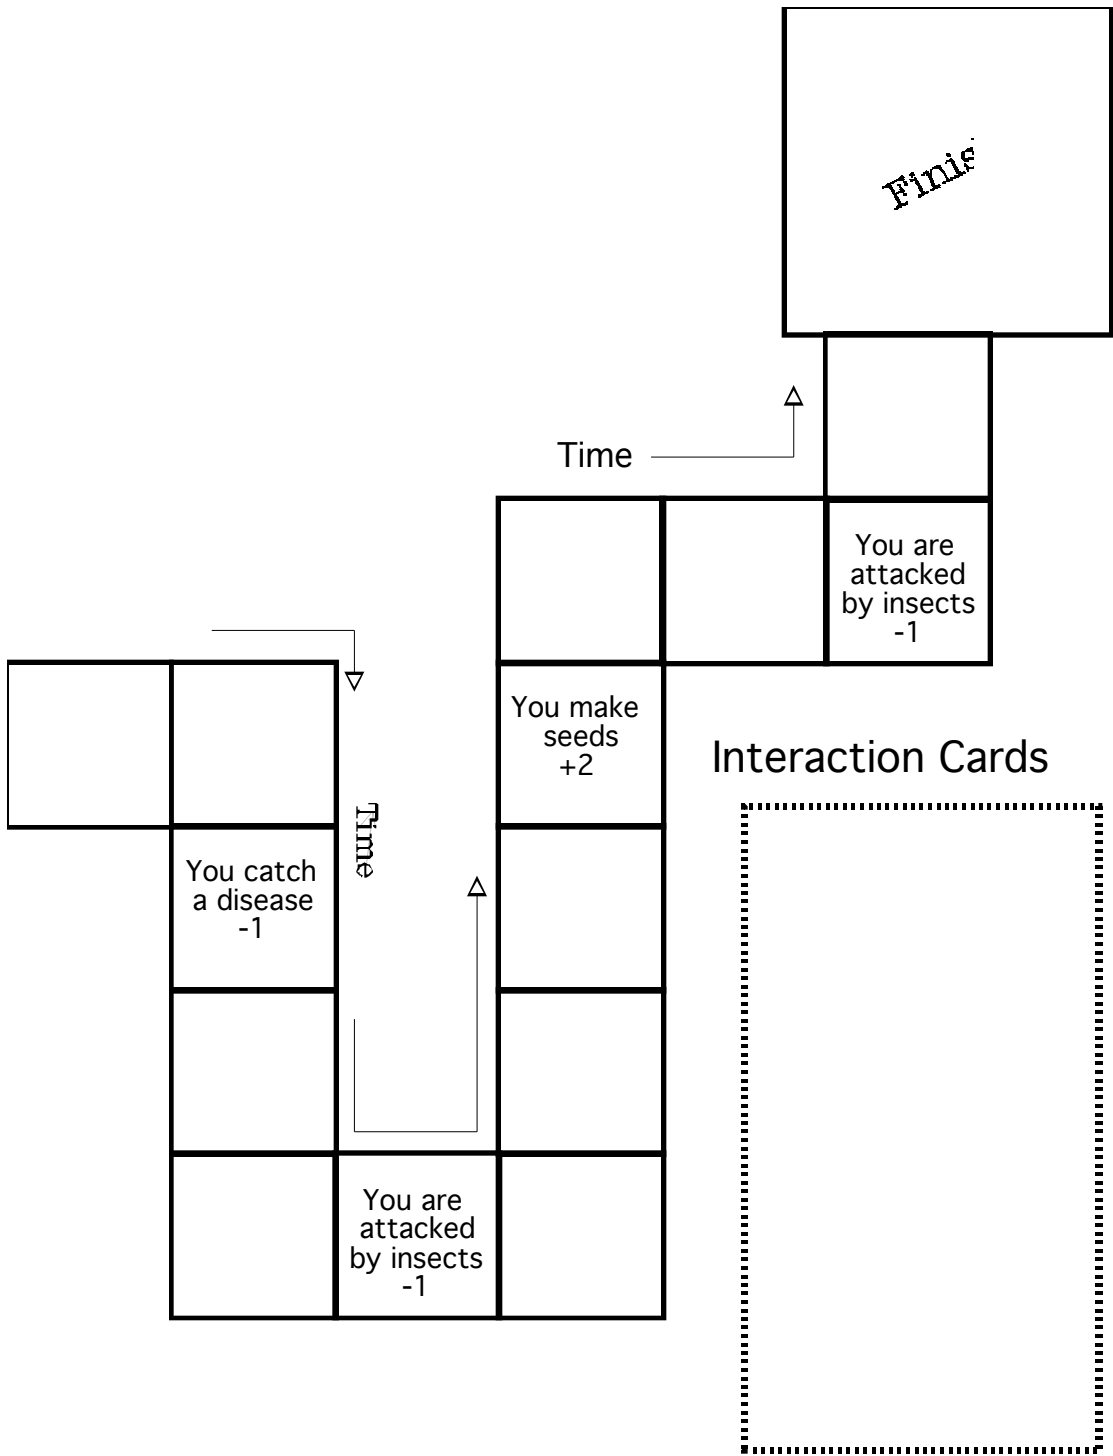 Finis
Time
You are
attacked
by insects
-1
You make
seeds
+2
Interaction Cards
Time
You catch
a disease
-1
You are
attacked
by insects
-1